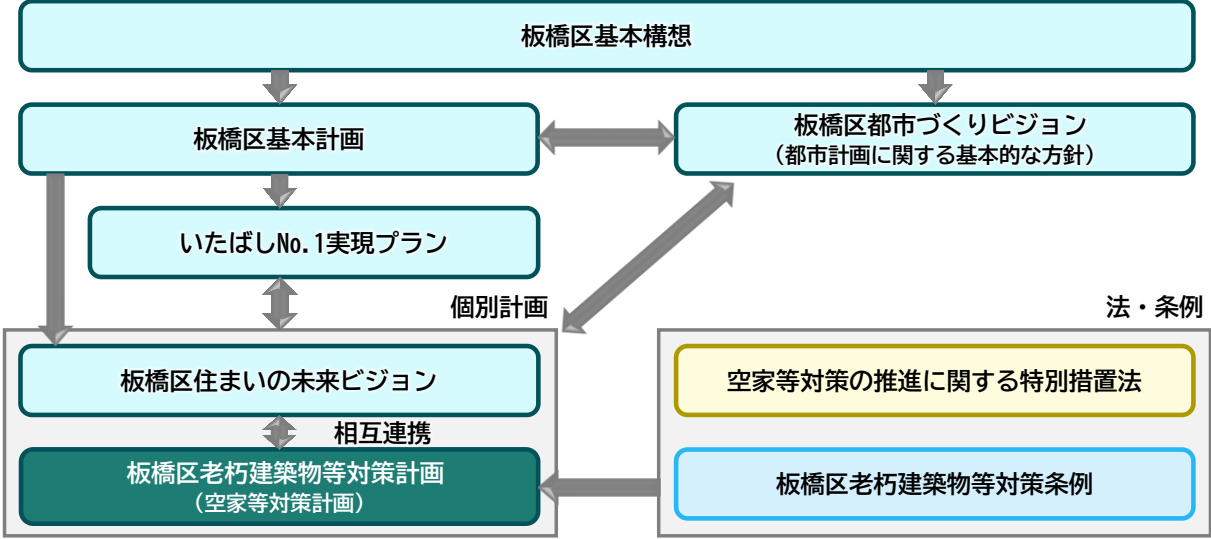 板橋区基本構想
板橋区基本計画
板橋区都市づくりビジョン
（都市計画に関する基本的な方針）
いたばしNo.1実現プラン
個別計画
法・条例
板橋区住まいの未来ビジョン
空家等対策の推進に関する特別措置法
相互連携
板橋区老朽建築物等対策計画
（空家等対策計画）
板橋区老朽建築物等対策条例